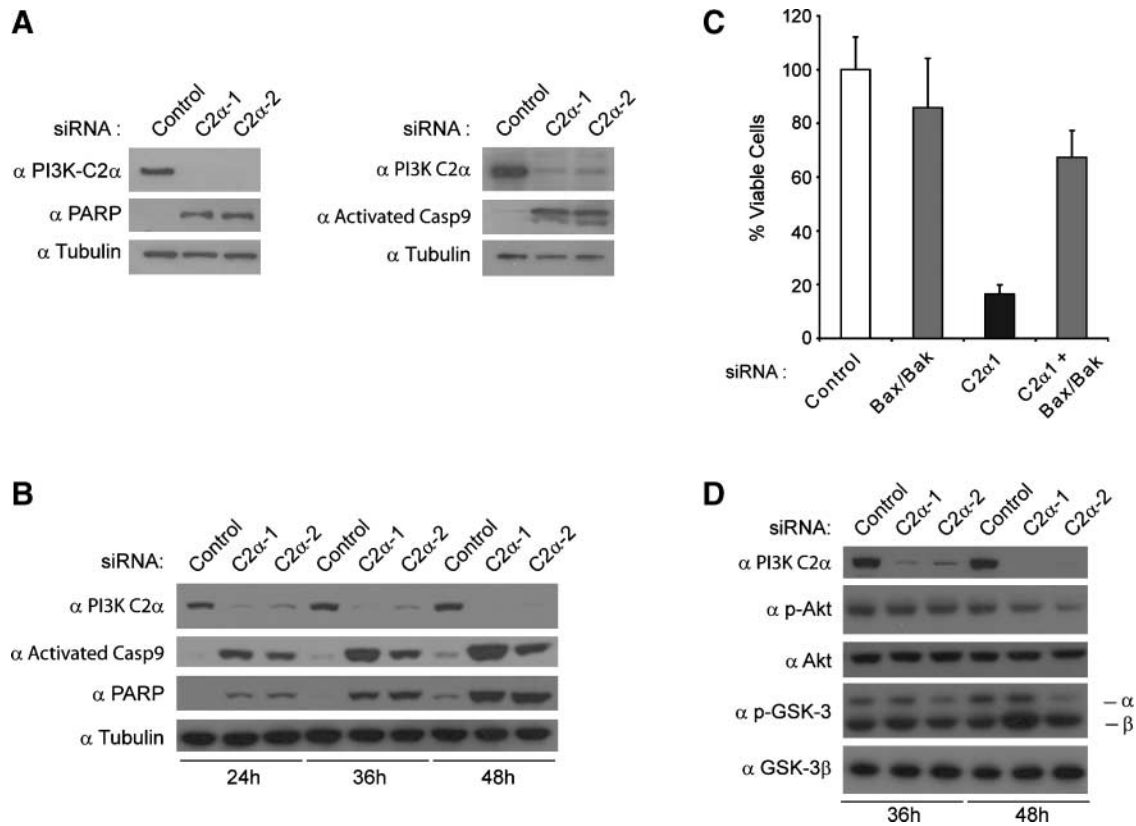 A
siRNA : Control C2α-1 C2α-2
α PI3K-C2α
α PARP
α Tubulin
siRNA : Control C2α-1 C2α-2
α PI3K C2α
α Activated Casp9
α Tubulin
C
% Viable Cells
120
100
80
60
40
20
0
siRNA : Control Bax/Bak C2α1 C2α1 +
Bax/Bak
B
siRNA: Control C2α-1 C2α-2 Control C2α-1 C2α-2 Control C2α-1 C2α-2
α PI3K C2α
α Activated Casp9
α PARP
α Tubulin
24h 36h 48h
D
siRNA: Control C2α-1 C2α-2 Control C2α-1 C2α-2
α PI3K C2α
α p-Akt
α Akt
α p-GSK-3
– α
– β
α GSK-3β
36h 48h